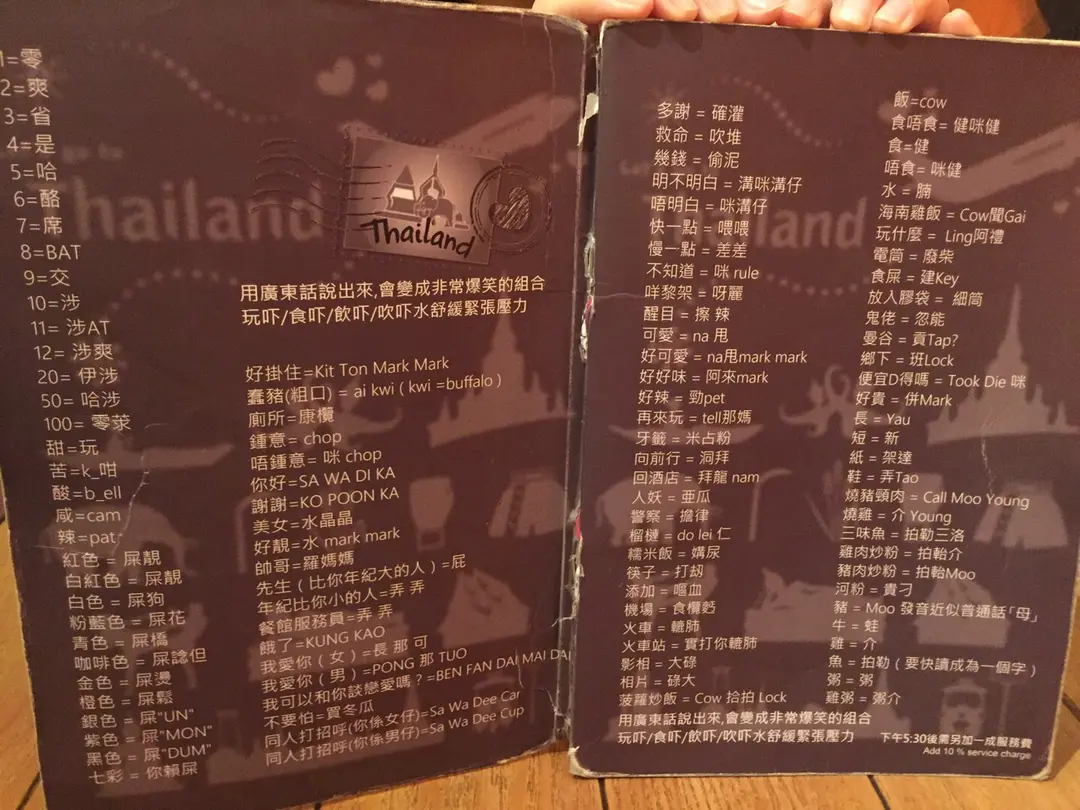 1=零
2=爽
3=省
4=是
5=哈
6=酪
7=席
8=BAT
9=交
10=涉
11= 涉AT
12= 涉爽
20= 伊涉
50= 哈涉
100= 零萊
甜=玩
苦=k_咁
酸=b_ell
咸=cam
辣=pat
紅色 = 屎靚
白紅色 = 屎靚
白色 = 屎狗
粉藍色 = 屎花
青色 = 屎橋
咖啡色 = 屎諗但
金色 = 屎燙
橙色 = 屎鬆
銀色 = 屎"UN"
紫色 = 屎"MON"
黑色 = 屎"DUM"
七彩 = 你賴屎
Thailand
hailand
用廣東話說出來,會變成非常爆笑的組合
玩吓/食吓/飲吓/吹吓水舒緩緊張壓力
好掛住=Kit Ton Mark Mark
蠢豬(粗口) = ai kwi ( kwi =buffalo )
廁所=康欖
鍾意= chop
唔鍾意= 咪 chop
你好=SA WA DI KA
謝謝=KO POON KA
美女=水晶晶
好靚=水 mark mark
帥哥=羅媽媽
先生 ( 比你年紀大的人 ) =屁
年紀比你小的人=弄 弄
餐館服務員=弄 弄
餓了=KUNG KAO
我愛你 ( 女 ) =長 那 可
我愛你 ( 男 ) =PONG 那 TUO
我可以和你談戀愛嗎 ? =BEN FAN DAI MAI DAI
不要怕=買冬瓜
同人打招呼(你係女仔)=Sa Wa Dee Car
同人打招呼(你係男仔)=Sa Wa Dee Cup
land
多謝 = 確灌
救命 = 吹堆
幾錢 = 偷泥
明不明白 = 溝咪溝仔
唔明白 = 咪溝仔
快一點 = 喂喂
慢一點 = 差差
不知道 = 咪 rule
咩黎架 = 呀麗
醒目 = 擦 辣
可愛 = na 甩
好可愛 = na甩mark mark
好好味 = 阿來mark
好辣 = 勁pet
再來玩 = tell那媽
牙籤 = 米占粉
向前行 = 洞拜
回酒店 = 拜龍 nam
人妖 = 亜瓜
警察 = 擔律
榴槤 = do lei 仁
糯米飯 = 媾尿
筷子 = 打刼
添加 = 嘔血
機場 = 食欖甦
火車 = 轆肺
火車站 = 實打你轆肺
影相 = 大碌
相片 = 碌大
菠蘿炒飯 = Cow 拾拍 Lock
用廣東話說出來,會變成非常爆笑的組合
玩吓/食吓/飲吓/吹吓水舒緩緊張壓力
飯=cow
食唔食= 健咪健
食=健
唔食= 咪健
水 = 腩
海南雞飯 = Cow聞Gai
玩什麼 = Ling阿禮
電筒 = 廢柴
食屎 = 建Key
放入膠袋 = 細筒
鬼佬 = 忍能
曼谷 = 貢Tap?
鄉下 = 班Lock
便宜D得嗎 = Took Die 咪
好貴 = 併Mark
長 = Yau
短 = 新
紙 = 架達
鞋 = 弄Tao
燒豬頸肉 = Call Moo Young
燒雞 = 介 Young
三味魚 = 拍勒三洛
雞肉炒粉 = 拍軩介
豬肉炒粉 = 拍軩Moo
河粉 = 貴刁
豬 = Moo 發音近似普通話「母」
牛 = 蛙
雞 = 介
魚 = 拍勒 ( 要快讀成為一個字 )
粥 = 粥
雞粥 = 粥介
下午5:30後需另加一成服務費
Add 10 % service charge